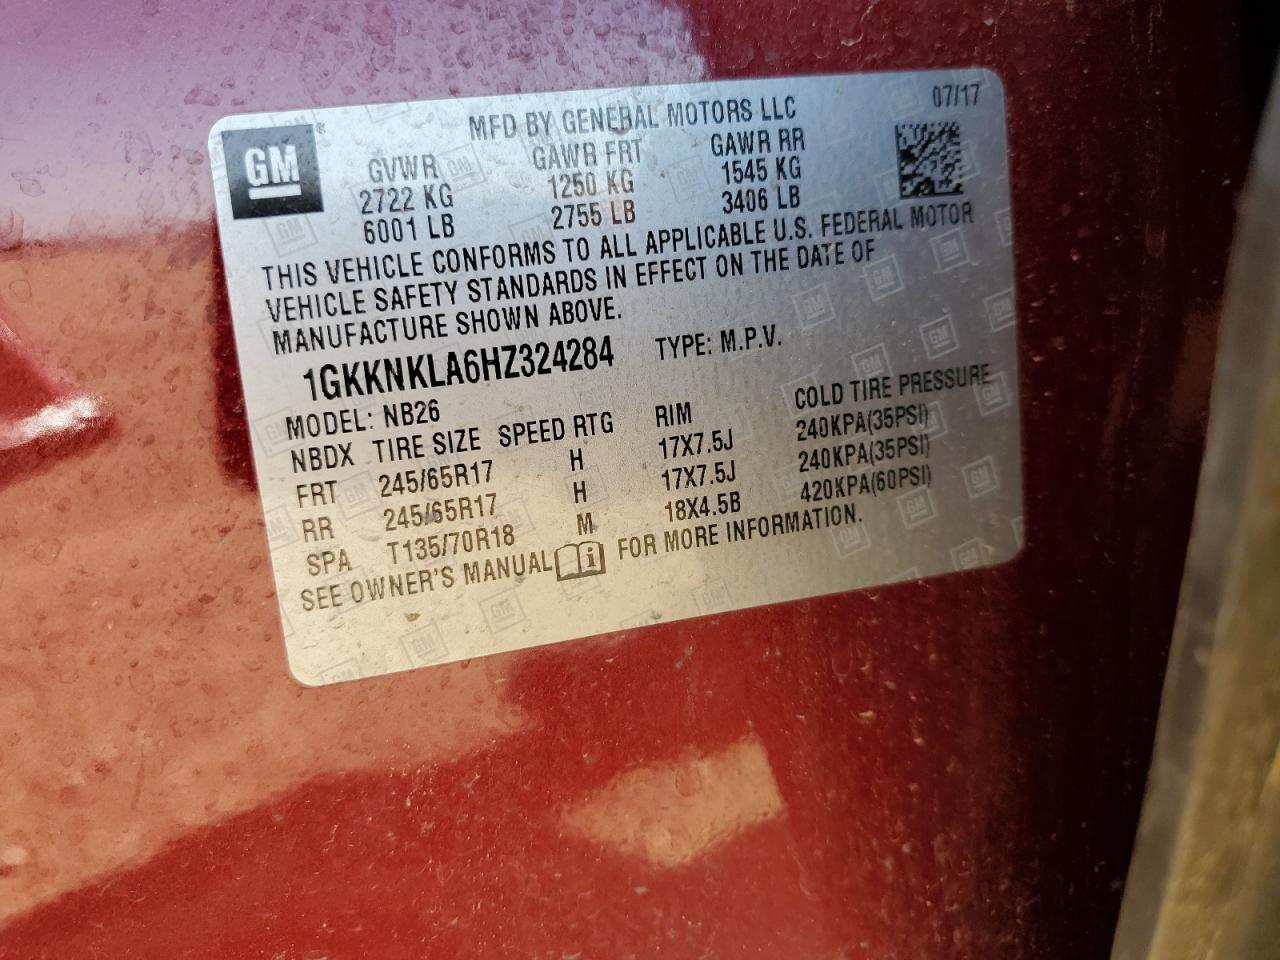 GM
MFD BY GENERAL MOTORS LLC
07/17
GVWR GAWR FRT GAWR RR
2722 KG 1250 KG 1545 KG
6001 LB 2755 LB 3406 LB
THIS VEHICLE CONFORMS TO ALL APPLICABLE U.S. FEDERAL MOTOR
VEHICLE SAFETY STANDARDS IN EFFECT ON THE DATE OF
MANUFACTURE SHOWN ABOVE.
1GKKNKLA6HZ324284 TYPE: M.P.V.
MODEL: NB26
NBDX TIRE SIZE SPEED RTG RIM COLD TIRE PRESSURE
FRT 245/65R17 H 17X7.5J 240KPA(35PSI)
RR 245/65R17 H 17X7.5J 240KPA(35PSI)
SPA T135/70R18 M 18X4.5B 420KPA(60PSI)
SEE OWNER'S MANUAL FOR MORE INFORMATION.